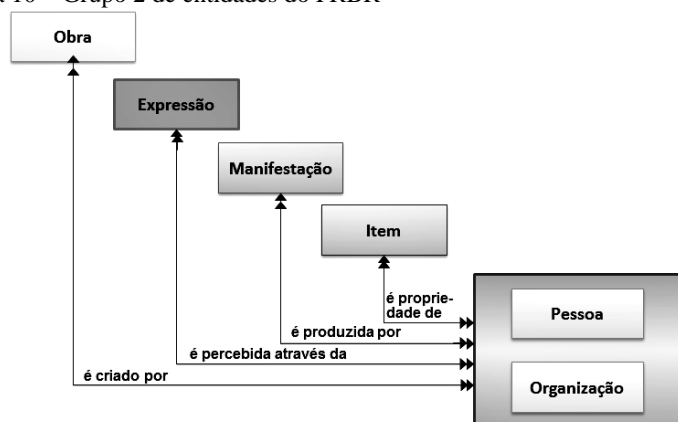 10 – Grupo 2 de entidades do FRBR
Obra
Expressão
Manifestação
Item
é proprie-
dade de
Pessoa
é produzida por
é percebida através da
é criado por
Organização